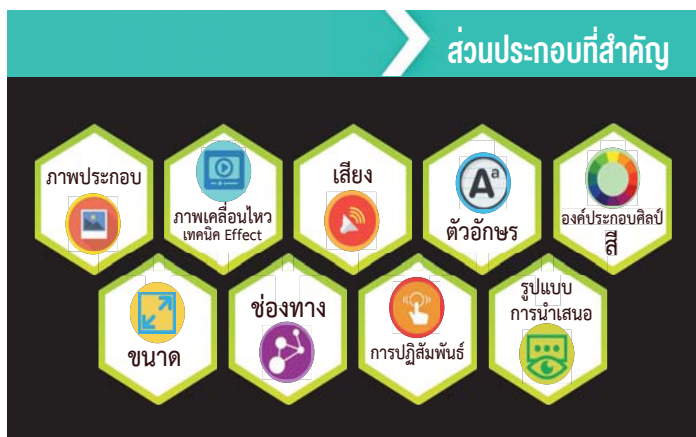 ส่วนประกอบที่สำคัญ
ภาพประกอบ
ภาพเคลื่อนไหว
เทคนิค Effect
เสียง
Aa
ตัวอักษร
องค์ประกอบศิลป์
สี
ขนาด
ช่องทาง
การปฏิสัมพันธ์
รูปแบบ
การนำเสนอ